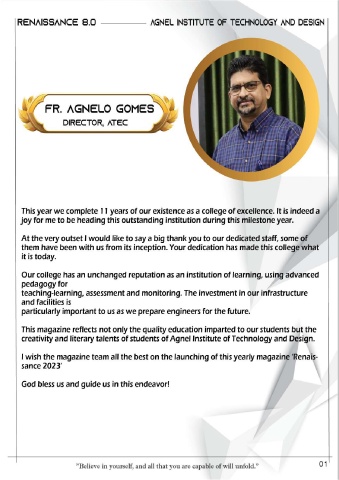 RENAISSANCE 8.0
AGNEL INSTITUTE OF TECHNOLOGY AND DESIGN
FR. AGNELO GOMES
DIRECTOR, ATEC
This year we complete 11 years of our existence as a college of excellence. It is indeed a
joy for me to be heading this outstanding institution during this milestone year.
At the very outset I would like to say a big thank you to our dedicated staff, some of
them have been with us from its inception. Your dedication has made this college what
it is today.
Our college has an unchanged reputation as an institution of learning, using advanced
pedagogy for
teaching-learning, assessment and monitoring. The investment in our infrastructure
and facilities is
particularly important to us as we prepare engineers for the future.
This magazine reflects not only the quality education imparted to our students but the
creativity and literary talents of students of Agnel Institute of Technology and Design.
I wish the magazine team all the best on the launching of this yearly magazine 'Renais-
sance 2023'
God bless us and guide us in this endeavor!
"Believe in yourself, and all that you are capable of will unfold."
01